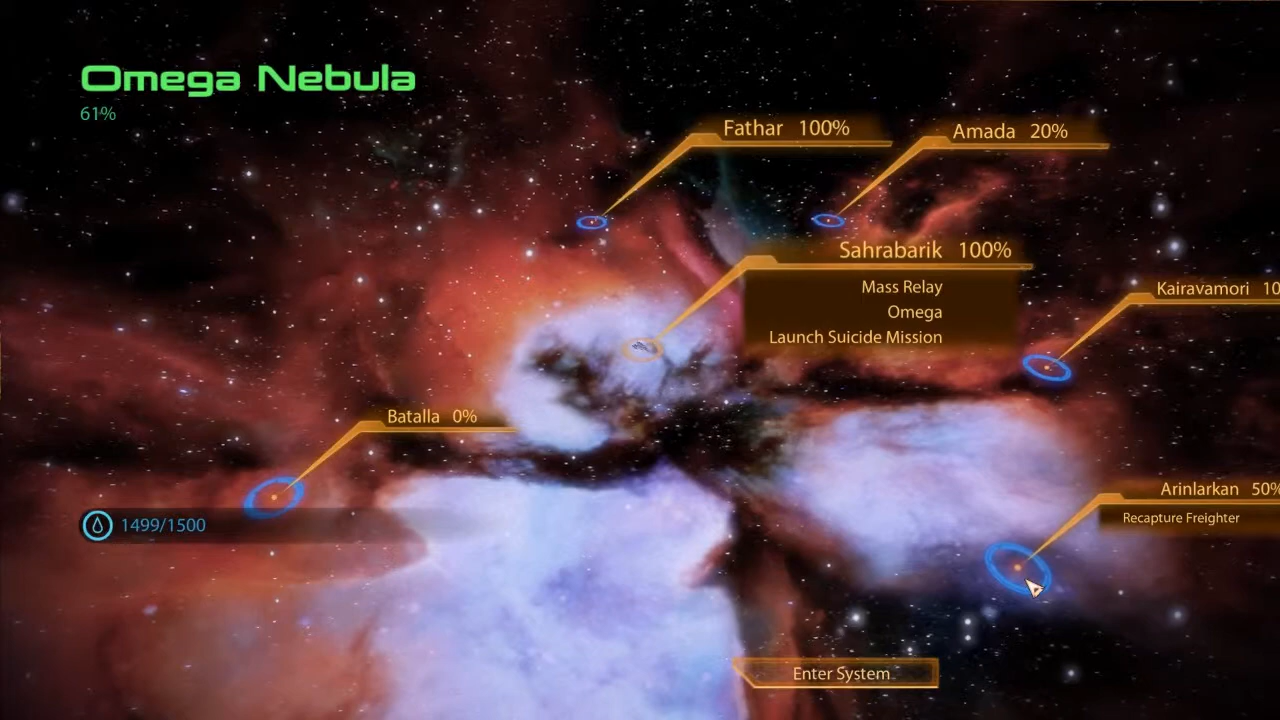 Omega Nebula
61%
Fathar 100%
Amada 20%
Sahrabarik 100%
Mass Relay
Omega
Launch Suicide Mission
Kairavamori 10
Batalla 0%
Arinlarkan 50%
Recapture Freighter
1499/1500
Enter System